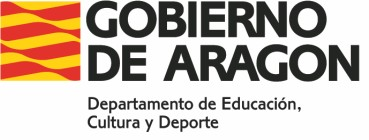 GOBIERNO
DE ARAGON
Departamento de Educación,
Cultura y Deporte